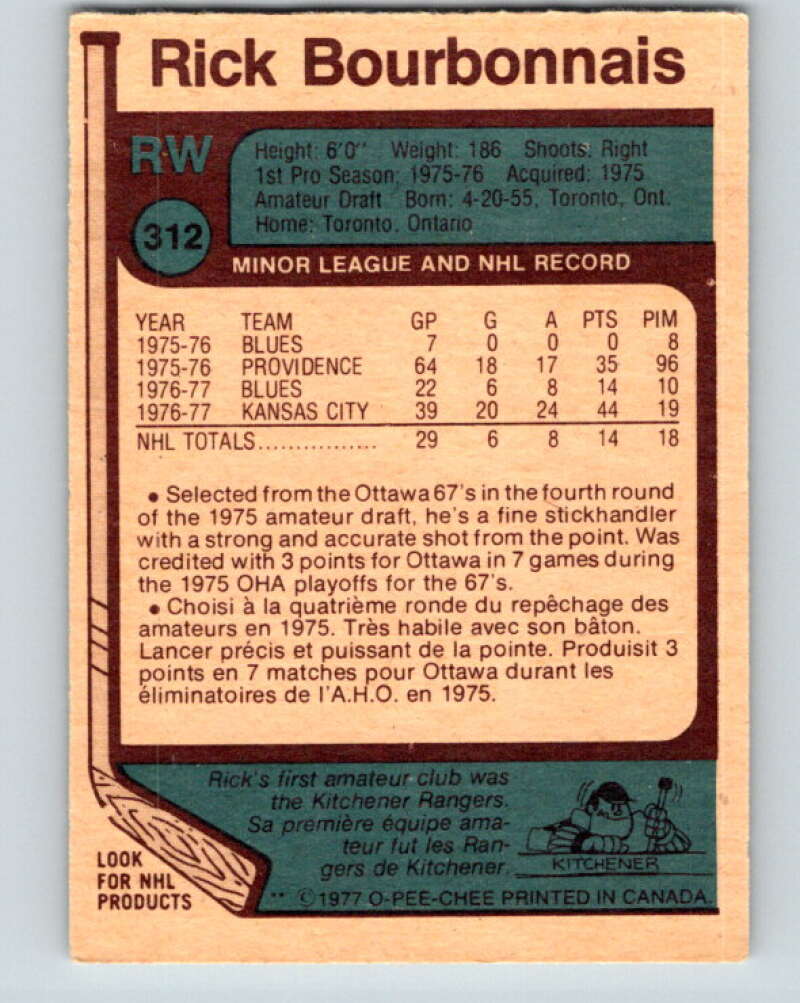 Rick Bourbonnais
RW
312
Height: 6'0" Weight: 186 Shoots: Right
1st Pro Season: 1975-76 Acquired: 1975
Amateur Draft Born: 4-20-55, Toronto, Ont.
Home: Toronto, Ontario
MINOR LEAGUE AND NHL RECORD
YEAR TEAM GP G A PTS PIM
1975-76 BLUES 7 0 0 0 8
1975-76 PROVIDENCE 64 18 17 35 96
1976-77 BLUES 22 6 8 14 10
1976-77 KANSAS CITY 39 20 24 44 19
NHL TOTALS................ 29 6 8 14 18
• Selected from the Ottawa 67's in the fourth round
of the 1975 amateur draft, he's a fine stickhandler
with a strong and accurate shot from the point. Was
credited with 3 points for Ottawa in 7 games during
the 1975 OHA playoffs for the 67's.
• Choisi à la quatrième ronde du repêchage des
amateurs en 1975. Très habile avec son bâton.
Lancer précis et puissant de la pointe. Produisit 3
points en 7 matches pour Ottawa durant les
éliminatoires de l'A.H.O. en 1975.
Rick's first amateur club was
the Kitchener Rangers.
Sa première équipe ama-
teur fut les Ran-
gers de Kitchener.
KITCHENER
LOOK
FOR NHL
PRODUCTS
** ©1977 O-PEE-CHEE PRINTED IN CANADA